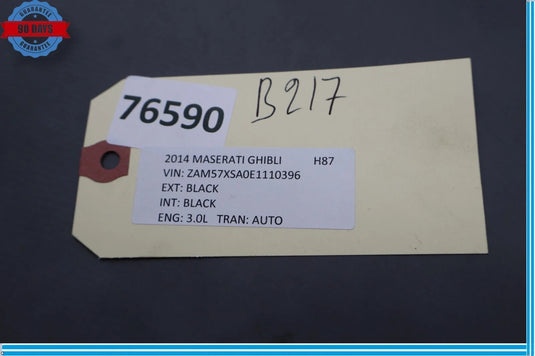 GUARANTEE
90 DAYS
GUARANTEE
76590
B217
2014 MASERATI GHIBLI H87
VIN: ZAM57XSA0E1110396
EXT: BLACK
INT: BLACK
ENG: 3.0L TRAN: AUTO